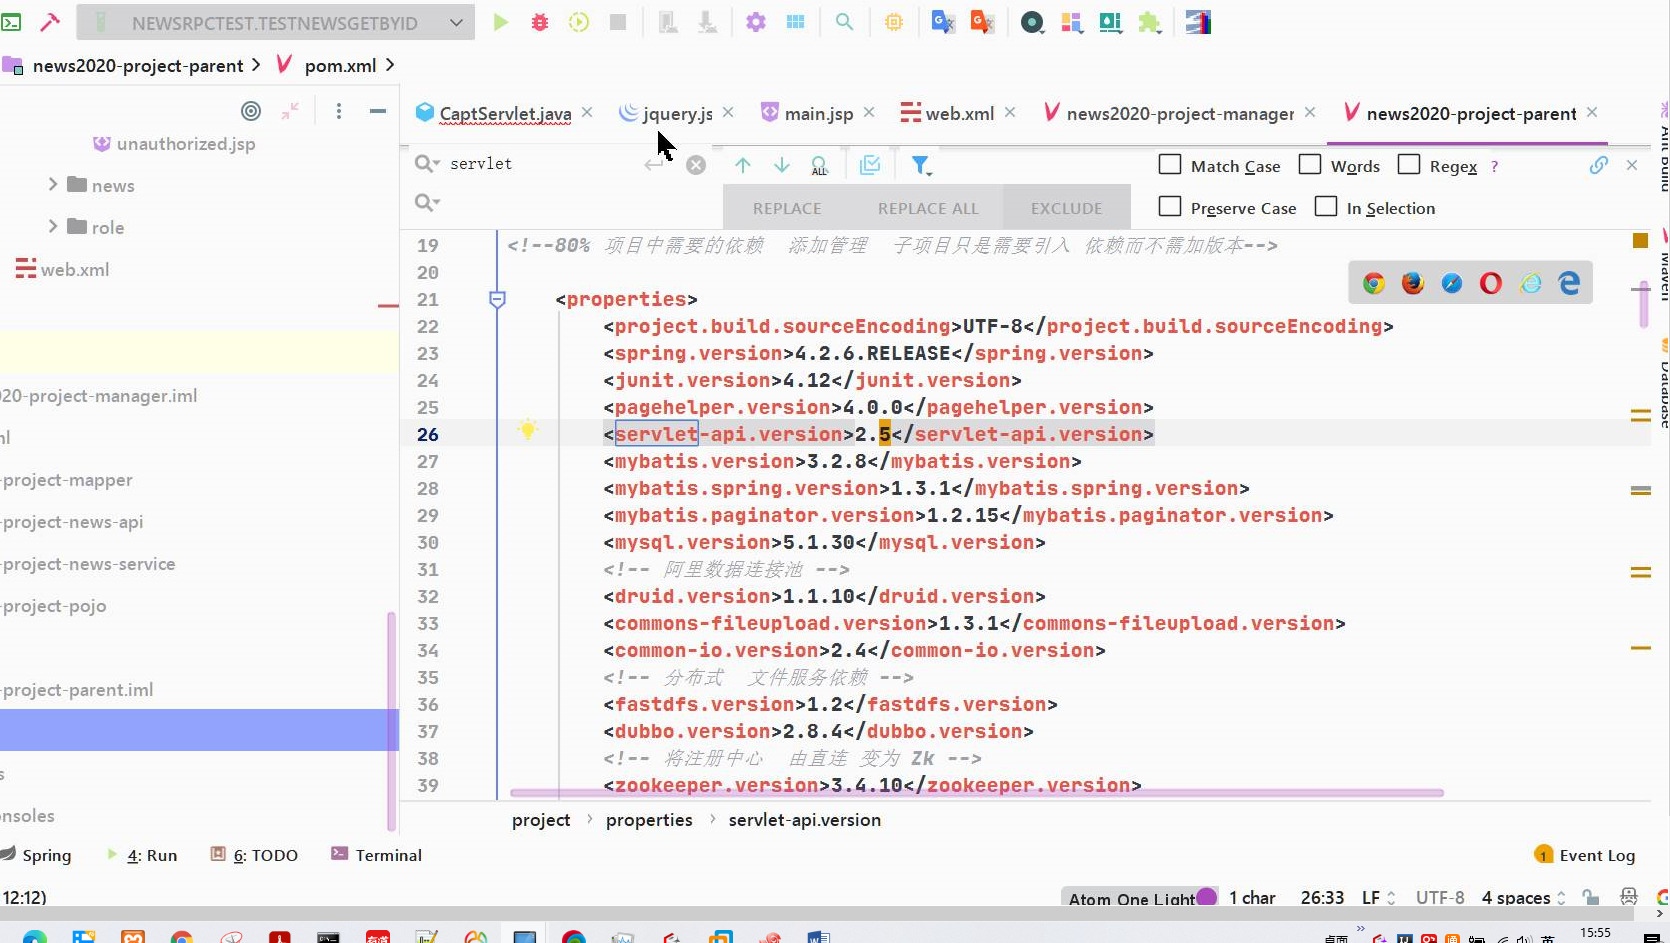 NEWSRPCTEST.TESTNEWSGETBYID
news2020-project-parent
pom.xml
CaptServlet.java
jquery.js
main.jsp
web.xml
news2020-project-manager
news2020-project-parent
Ant Build
Maven
Database
servlet
Match Case
Words
Regex
?
REPLACE
REPLACE ALL
EXCLUDE
Preserve Case
In Selection
unauthorized.jsp
news
role
web.xml
20-project-manager.iml
ml
-project-mapper
-project-news-api
-project-news-service
-project-pojo
-project-parent.iml
s
onsoles
19 <!--80% 项目中需要的依赖 添加管理 子项目只是需要引入 依赖而不需加版本-->
20
21 <properties>
22 <project.build.sourceEncoding>UTF-8</project.build.sourceEncoding>
23 <spring.version>4.2.6.RELEASE</spring.version>
24 <junit.version>4.12</junit.version>
25 <pagehelper.version>4.0.0</pagehelper.version>
26 <servlet-api.version>2.5</servlet-api.version>
27 <mybatis.version>3.2.8</mybatis.version>
28 <mybatis.spring.version>1.3.1</mybatis.spring.version>
29 <mybatis.paginator.version>1.2.15</mybatis.paginator.version>
30 <mysql.version>5.1.30</mysql.version>
31 <!-- 阿里数据连接池 -->
32 <druid.version>1.1.10</druid.version>
33 <commons-fileupload.version>1.3.1</commons-fileupload.version>
34 <common-io.version>2.4</common-io.version>
35 <!-- 分布式 文件服务依赖 -->
36 <fastdfs.version>1.2</fastdfs.version>
37 <dubbo.version>2.8.4</dubbo.version>
38 <!-- 将注册中心 由直连 变为 Zk -->
39 <zookeeper.version>3.4.10</zookeeper.version>
project > properties > servlet-api.version
Spring
4: Run
6: TODO
Terminal
1 Event Log
12:12)
Atom One Light
1 char
26:33
LF
UTF-8
4 spaces
桌面
英
15:55